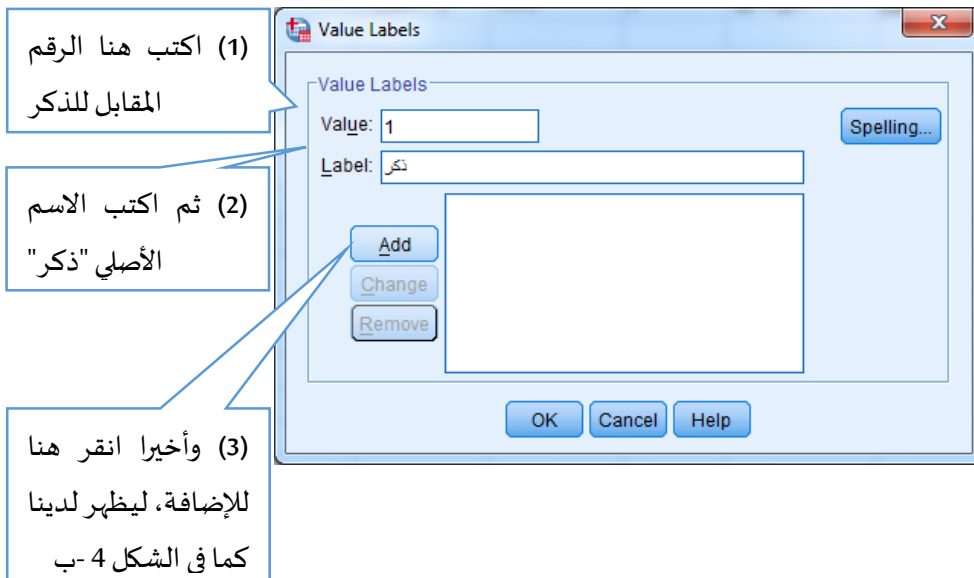 (1) اكتب هنا الرقم
المقابل للذكر
(2) ثم اكتب الاسم
الأصلي "ذكر"
(3) وأخيرا انقر هنا
للإضافة، ليظهر لدينا
كما في الشكل 4 -ب
Value Labels
Value Labels
Value: 1
Spelling...
Label: ذكر
Add
Change
Remove
OK Cancel Help